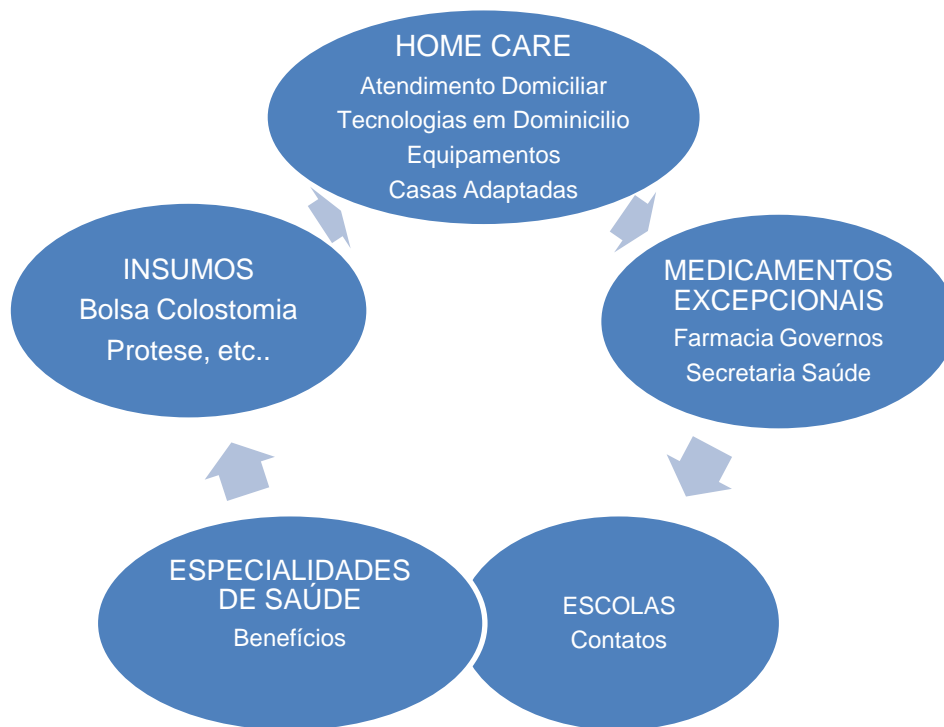 HOME CARE
Atendimento Domiciliar
Tecnologias em Dominicilio
Equipamentos
Casas Adaptadas
INSUMOS
Bolsa Colostomia
Protese, etc..
MEDICAMENTOS
EXCEPCIONAIS
Farmacia Governos
Secretaria Saúde
ESPECIALIDADES
DE SAÚDE
Benefícios
ESCOLAS
Contatos